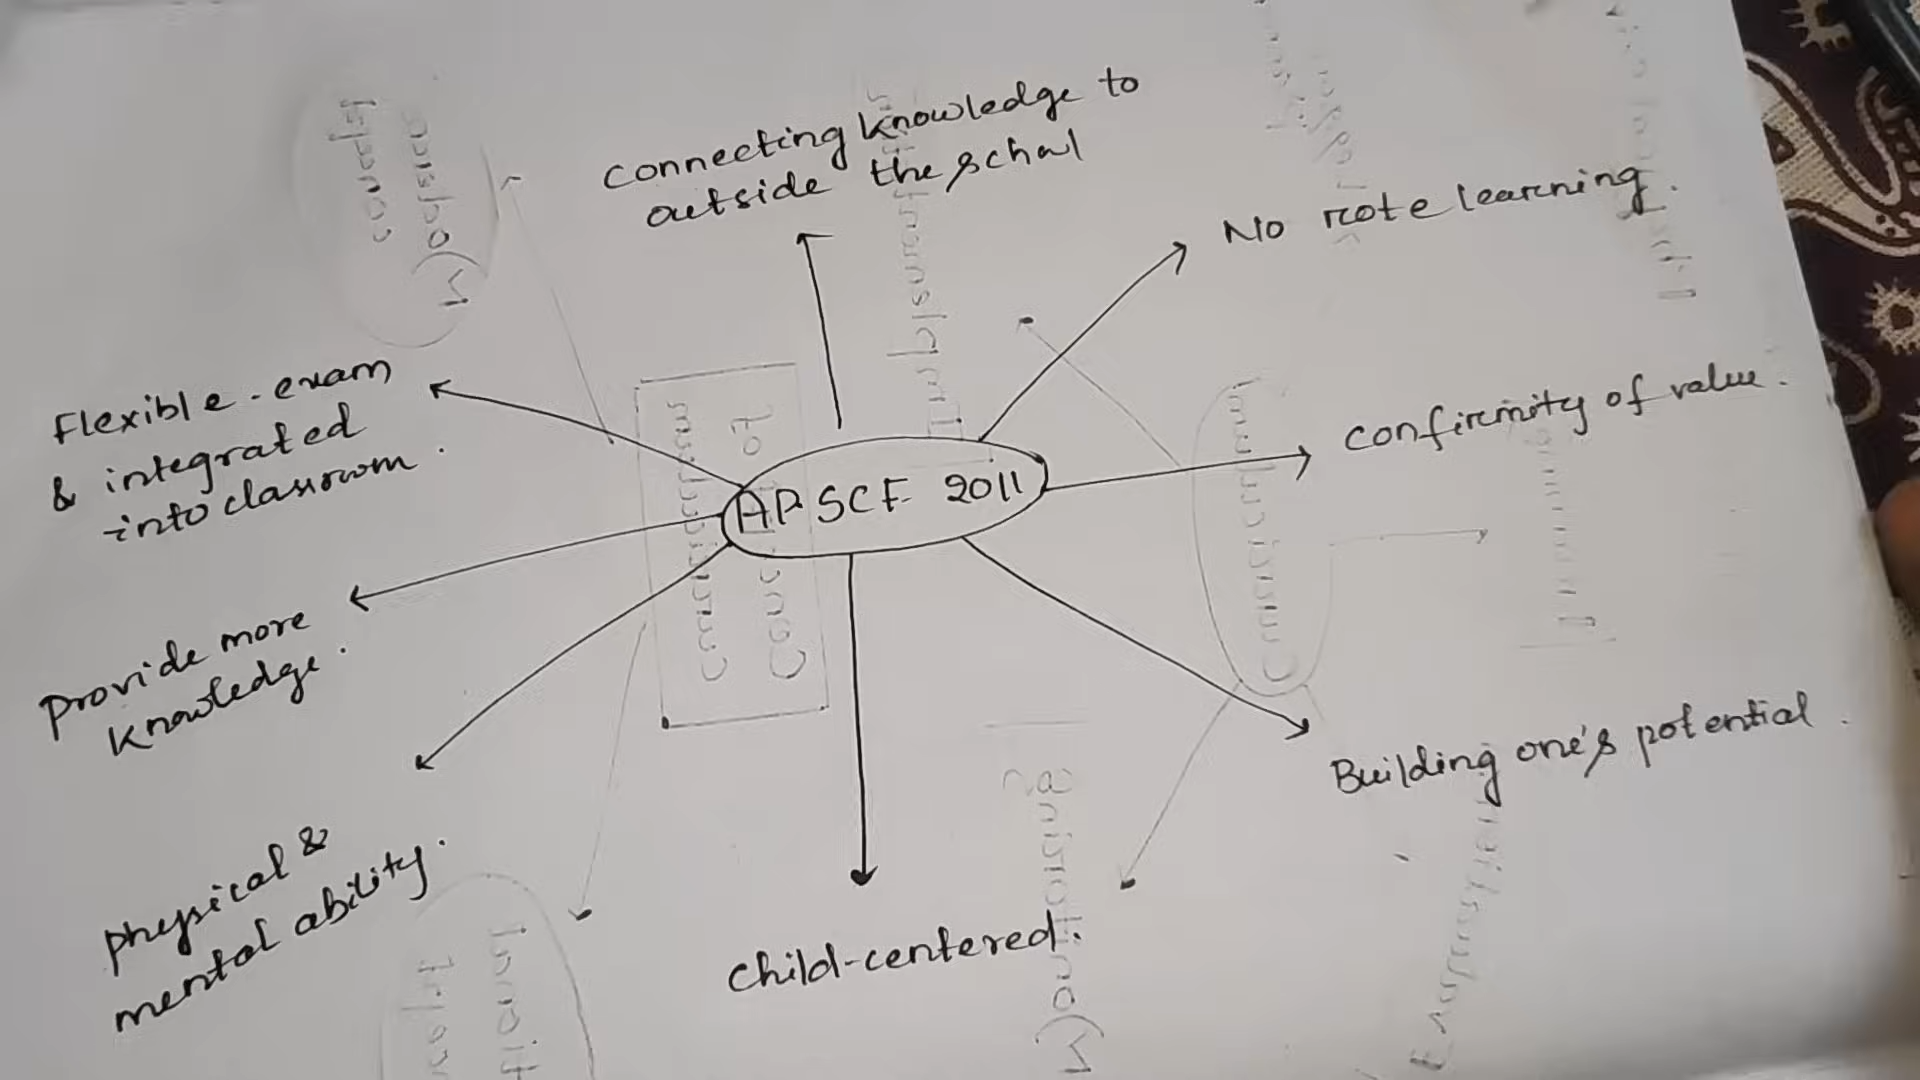 Connecting knowledge to
outside the school
No rote learning.
Flexible - exam
& integrated
into classroom.
Confirmity of value.
APSCF 2011
Provide more
knowledge.
Building one's potential.
Physical &
mental ability.
Child-centered.